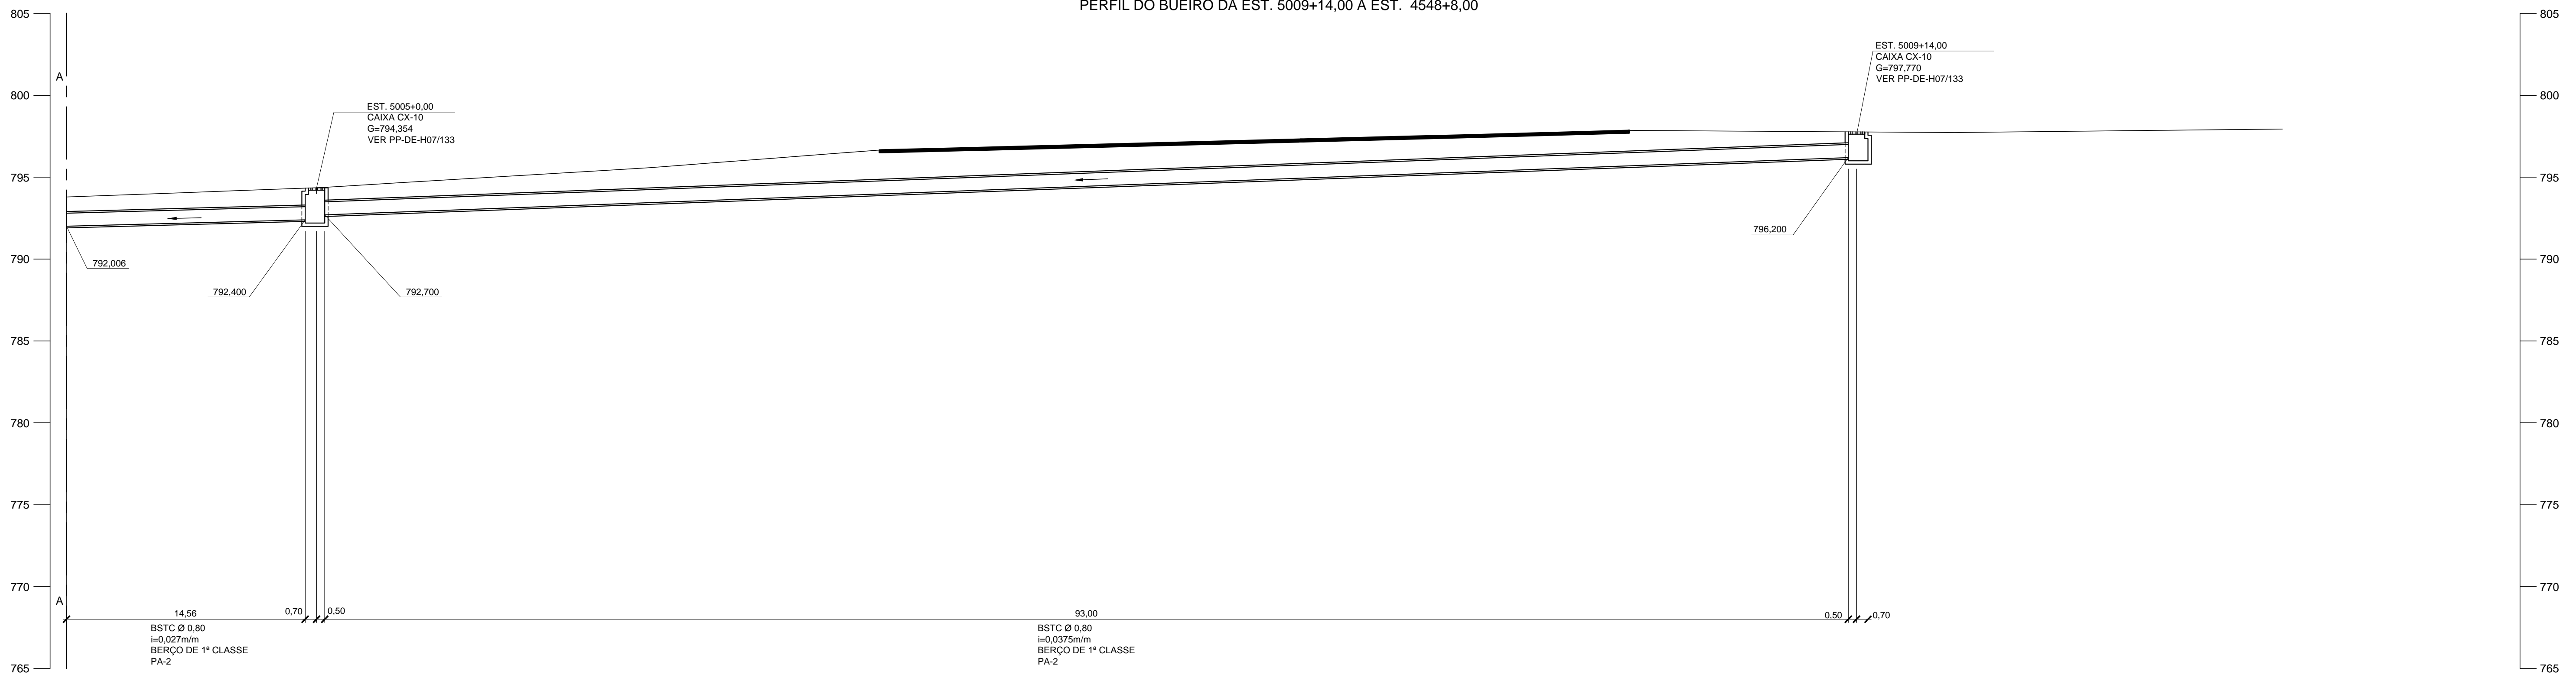 PERFIL DO BUEIRO DA EST. 5009+14,00 A EST. 4548+8,00
805
800
795
790
785
780
775
770
765
805
800
795
790
785
780
775
770
765
A
A
EST. 5005+0,00
CAIXA CX-10
G=794,354
VER PP-DE-H07/133
EST. 5009+14,00
CAIXA CX-10
G=797,770
VER PP-DE-H07/133
792,006
792,400
792,700
796,200
14,56
0,70
0,50
93,00
0,50
0,70
BSTC Ø 0,80
i=0,027m/m
BERÇO DE 1ª CLASSE
PA-2
BSTC Ø 0,80
i=0,0375m/m
BERÇO DE 1ª CLASSE
PA-2